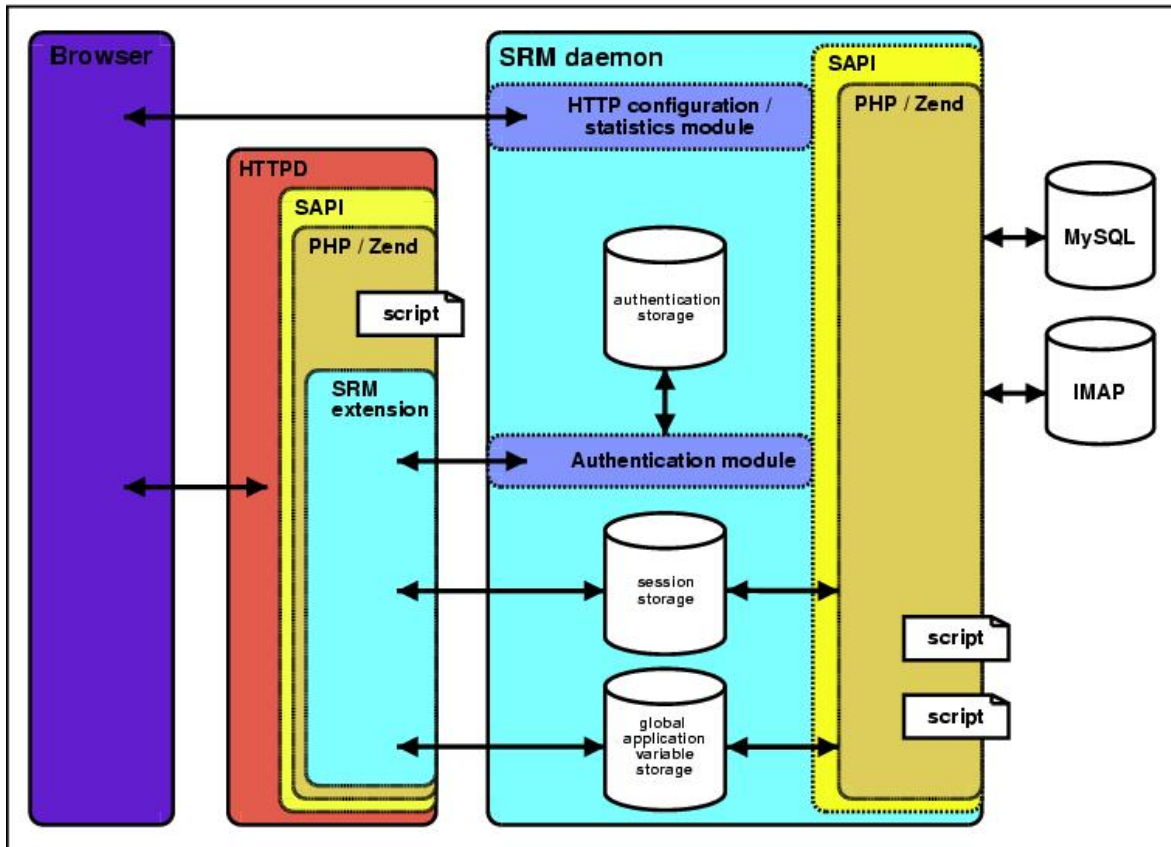 Browser
SRM daemon
SAPI
HTTP configuration /
statistics module
PHP / Zend
HTTPD
SAPI
PHP / Zend
script
SRM
extension
authentication
storage
MySQL
IMAP
Authentication module
session
storage
script
script
global
application
variable
storage